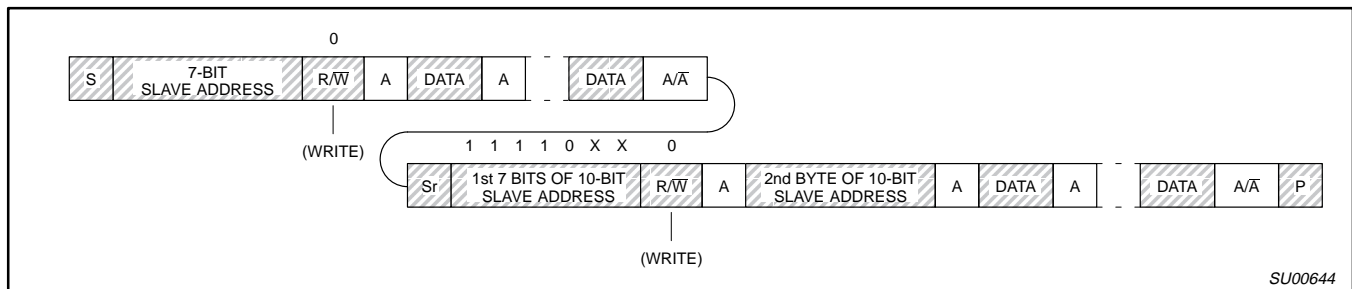 0
S 7-BIT SLAVE ADDRESS R/W̅ A DATA A DATA A/A̅
(WRITE)
1 1 1 1 0 X X 0
Sr 1st 7 BITS OF 10-BIT SLAVE ADDRESS R/W̅ A 2nd BYTE OF 10-BIT SLAVE ADDRESS A DATA A DATA A/A̅ P
(WRITE)
SU00644